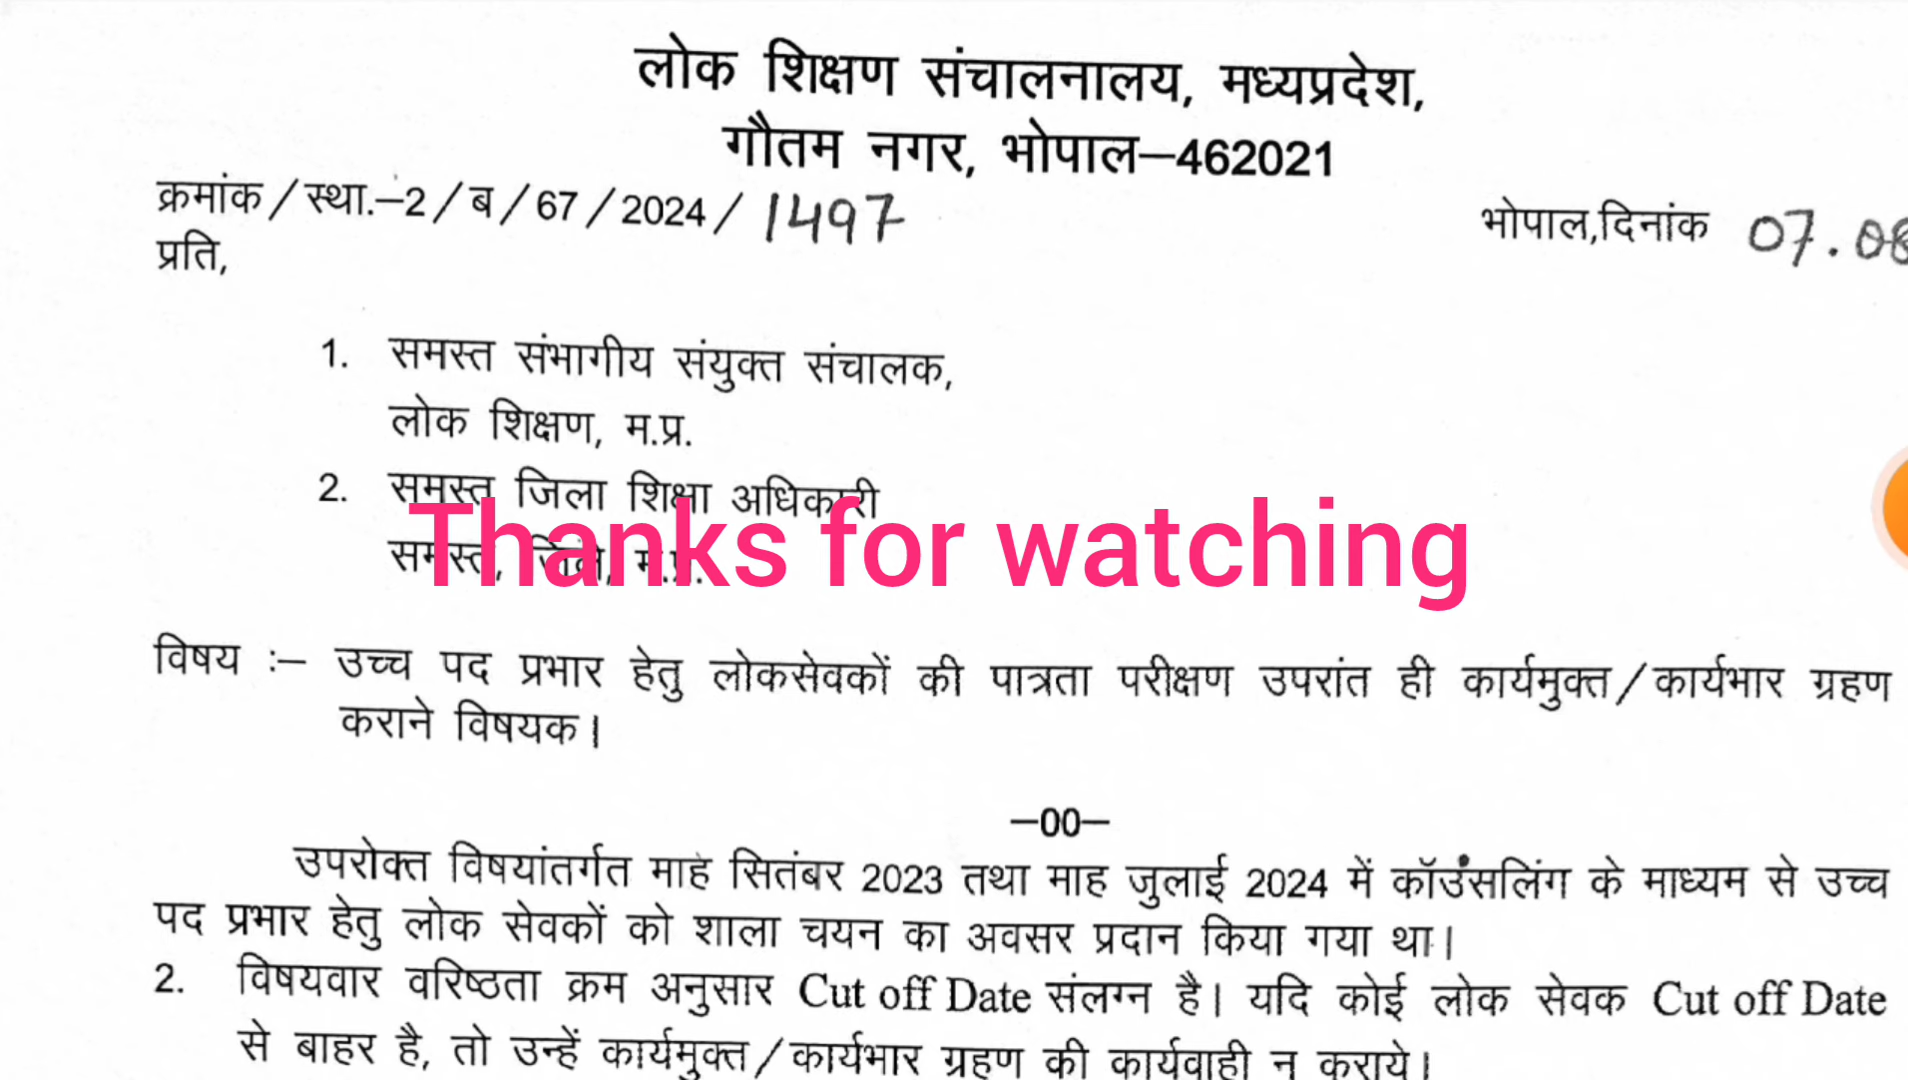 लोक शिक्षण संचालनालय, मध्यप्रदेश,
गौतम नगर, भोपाल–462021
क्रमांक/स्था.–2/ब/67/2024/1497
भोपाल,दिनांक 07.08
प्रति,
1. समस्त संभागीय संयुक्त संचालक,
लोक शिक्षण, म.प्र.
2. समस्त जिला शिक्षा अधिकारी
समस्त, जिले, म.प्र.
Thanks for watching
विषय :– उच्च पद प्रभार हेतु लोकसेवकों की पात्रता परीक्षण उपरांत ही कार्यमुक्त/कार्यभार ग्रहण
कराने विषयक।
–00–
उपरोक्त विषयांतर्गत माह सितंबर 2023 तथा माह जुलाई 2024 में कॉउंसलिंग के माध्यम से उच्च
पद प्रभार हेतु लोक सेवकों को शाला चयन का अवसर प्रदान किया गया था।
2. विषयवार वरिष्ठता क्रम अनुसार Cut off Date संलग्न है। यदि कोई लोक सेवक Cut off Date
से बाहर है, तो उन्हें कार्यमुक्त/कार्यभार ग्रहण की कार्यवाही न कराये।